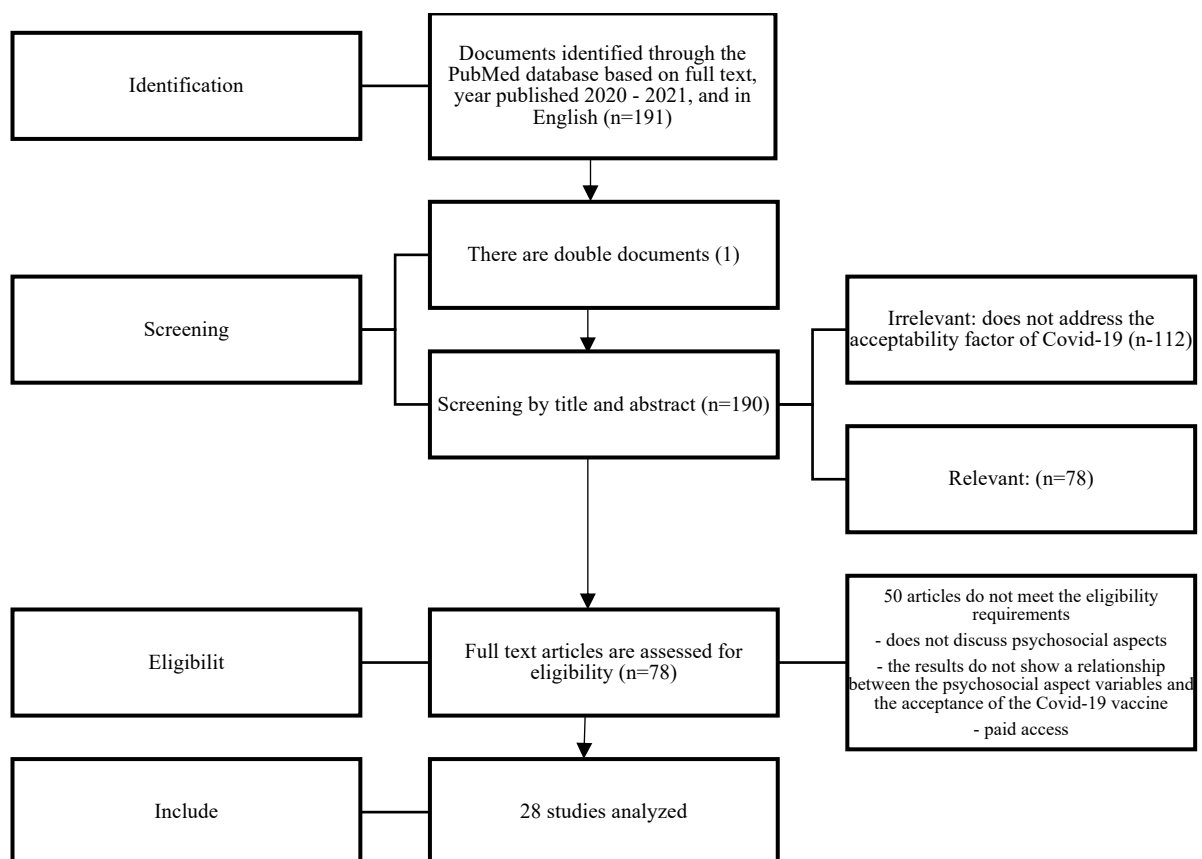 Identification
Documents identified through the
PubMed database based on full text,
year published 2020 - 2021, and in
English (n=191)
Screening
There are double documents (1)
Screening by title and abstract (n=190)
Irrelevant: does not address the
acceptability factor of Covid-19 (n-112)
Relevant: (n=78)
Eligibilit
Full text articles are assessed for
eligibility (n=78)
50 articles do not meet the eligibility
requirements
- does not discuss psychosocial aspects
- the results do not show a relationship
between the psychosocial aspect variables and
the acceptance of the Covid-19 vaccine
- paid access
Include
28 studies analyzed